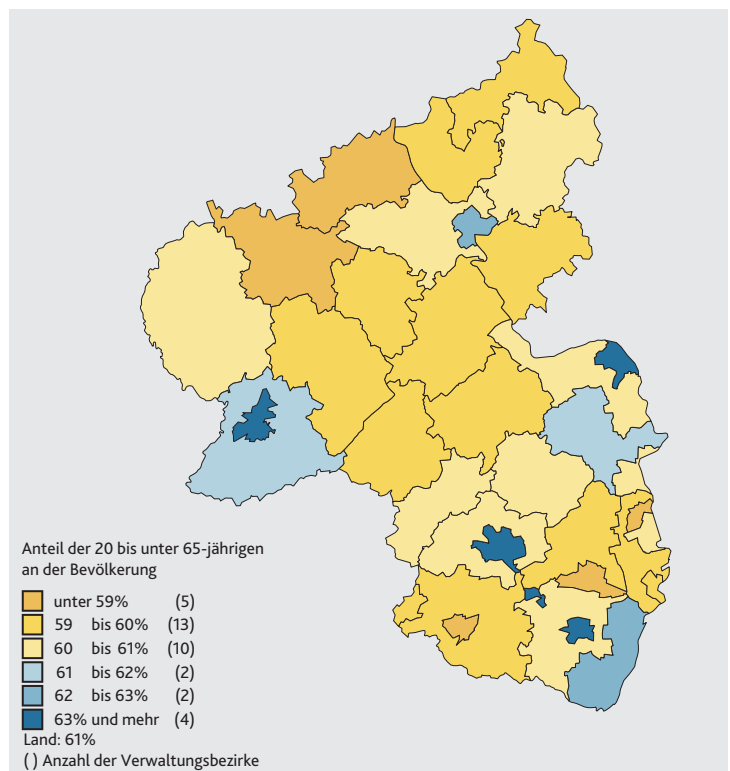 Anteil der 20 bis unter 65-jährigen
an der Bevölkerung
unter 59% (5)
59 bis 60% (13)
60 bis 61% (10)
61 bis 62% (2)
62 bis 63% (2)
63% und mehr (4)
Land: 61%
( ) Anzahl der Verwaltungsbezirke